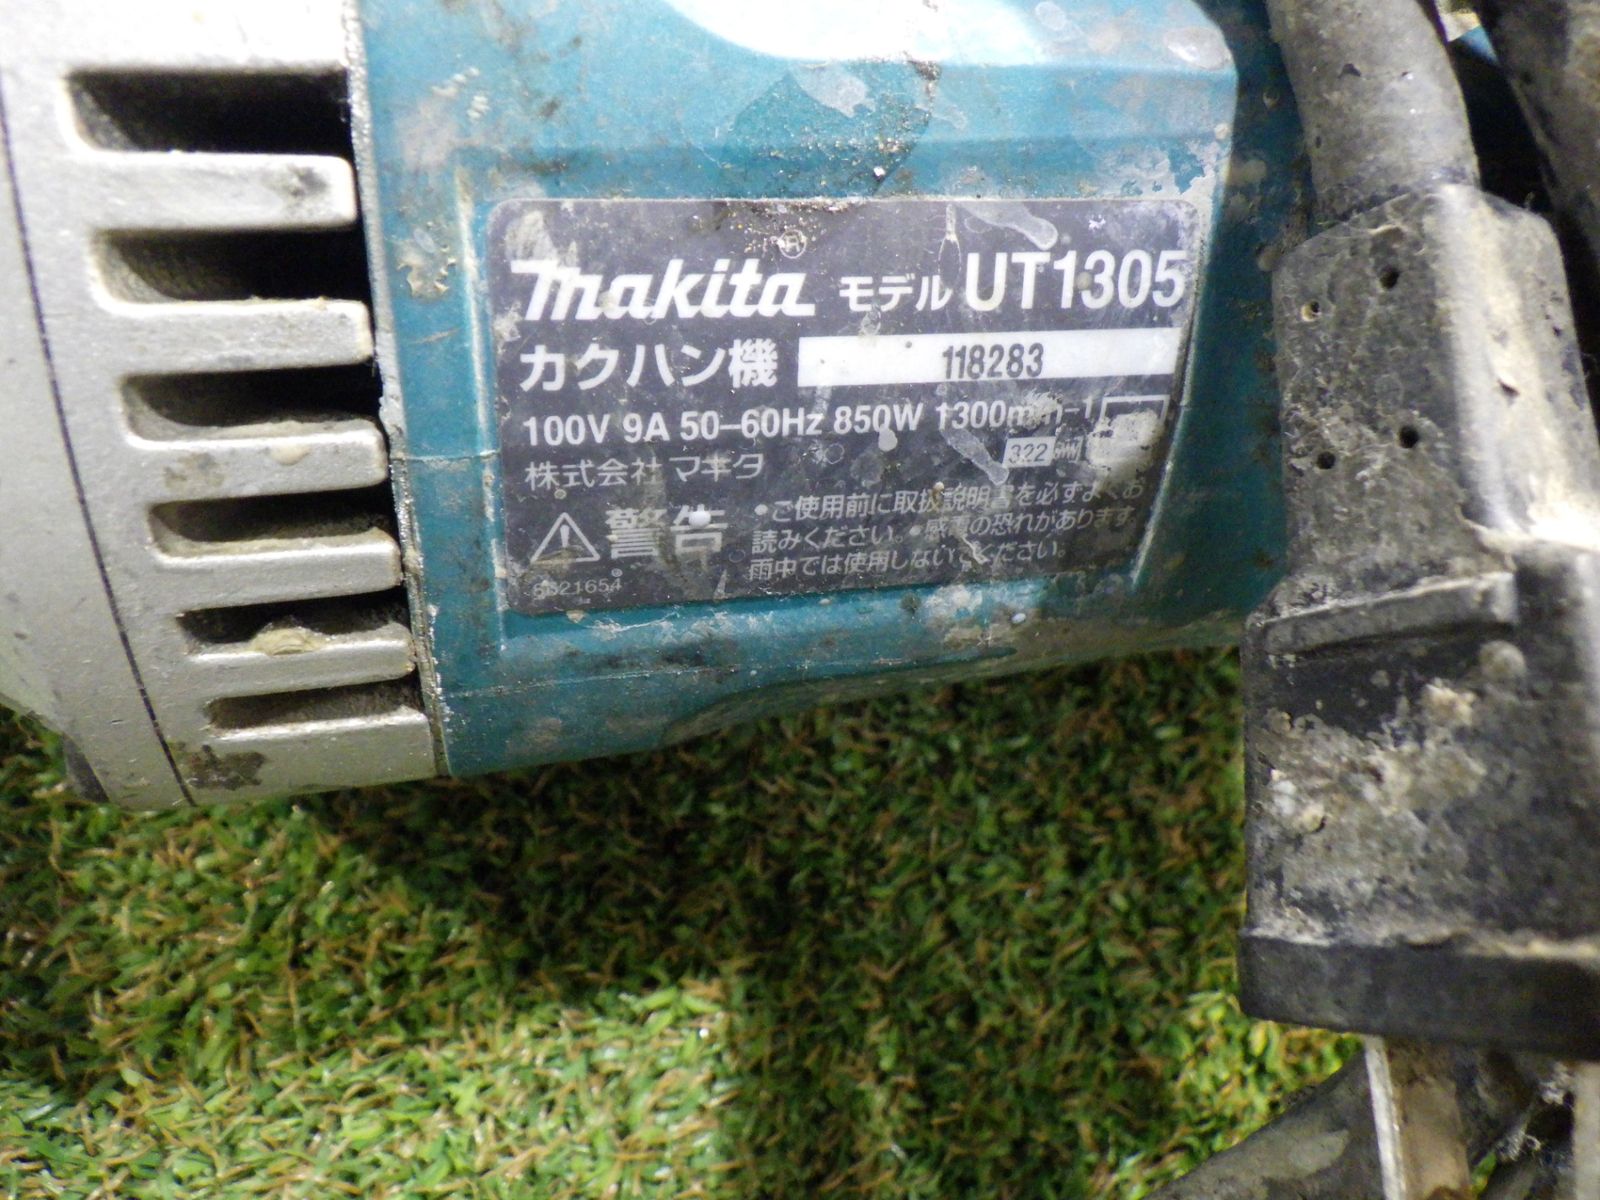 makita® モデル UT1305
カクハン機 118283
100V 9A 50–60Hz 850W 1300min⁻¹
322
株式会社 マキタ
警告
•ご使用前に取扱説明書を必ずよくお
読みください。•感電の恐れがあります。
雨中では使用しないでください。